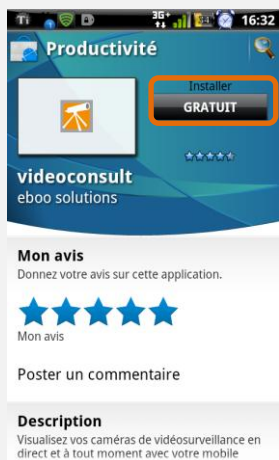 3G+ 16:32
Productivité
Installer
GRATUIT
videoconsult
eboo solutions
Mon avis
Donnez votre avis sur cette application.
Mon avis
Poster un commentaire
Description
Visualisez vos caméras de vidéosurveillance en
direct et à tout moment avec votre mobile